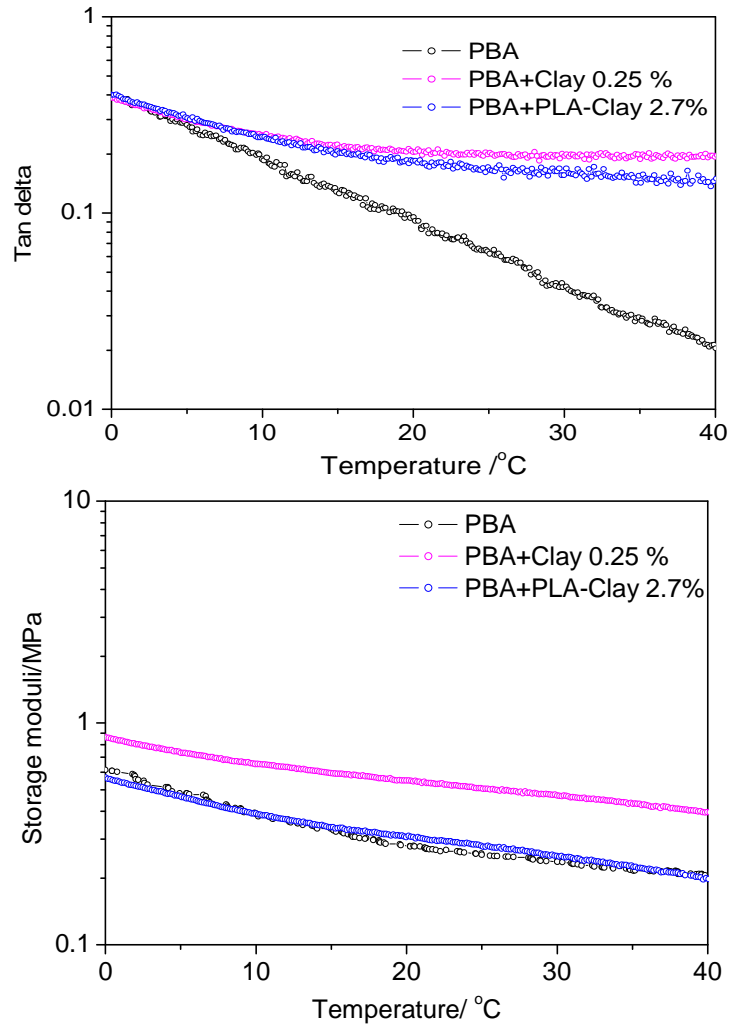 1
PBA
PBA+Clay 0.25 %
PBA+PLA-Clay 2.7%
Tan delta
0.1
0.01
0 10 20 30 40
Temperature /°C
10
PBA
PBA+Clay 0.25 %
PBA+PLA-Clay 2.7%
Storage moduli/MPa
1
0.1
0 10 20 30 40
Temperature/ °C